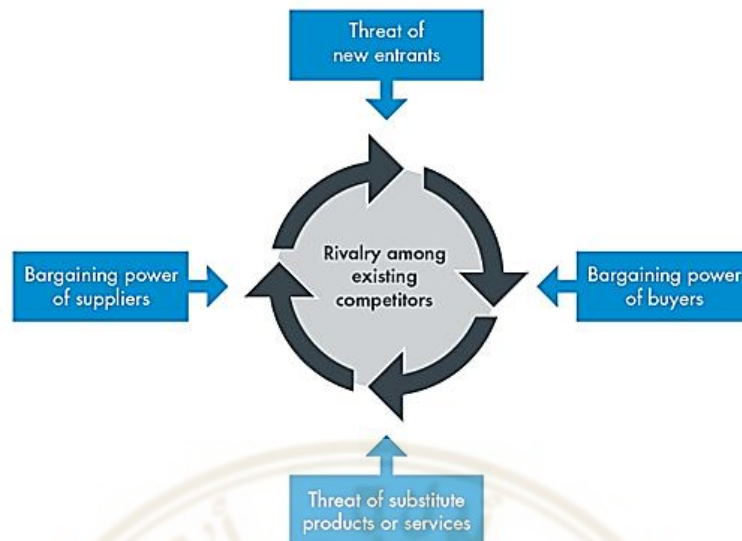 Threat of
new entrants
Bargaining power
of suppliers
Rivalry among
existing
competitors
Bargaining power
of buyers
Threat of substitute
products or services